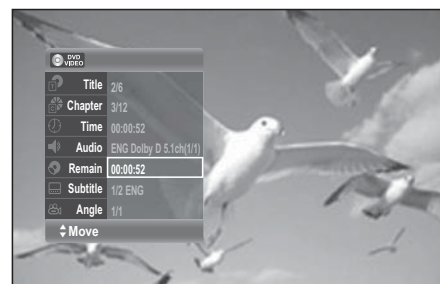 DVD
VIDEO
Title 2/6
Chapter 3/12
Time 00:00:52
Audio ENG Dolby D 5.1ch(1/1)
Remain 00:00:52
Subtitle 1/2 ENG
Angle 1/1
Move